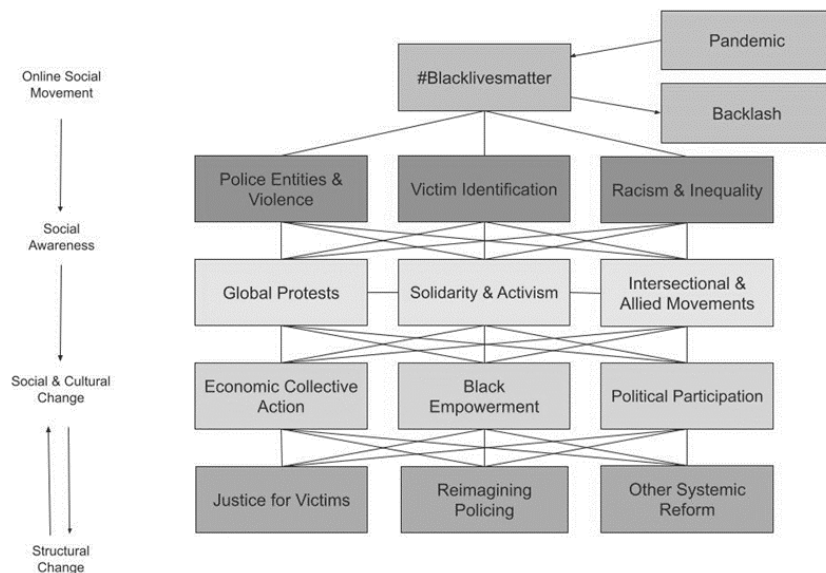 Pandemic
Online Social
Movement
#Blacklivesmatter
Backlash
Police Entities &
Violence
Victim Identification
Racism & Inequality
Social
Awareness
Global Protests
Solidarity & Activism
Intersectional &
Allied Movements
Social & Cultural
Change
Economic Collective
Action
Black
Empowerment
Political Participation
Justice for Victims
Reimagining
Policing
Other Systemic
Reform
Structural
Change